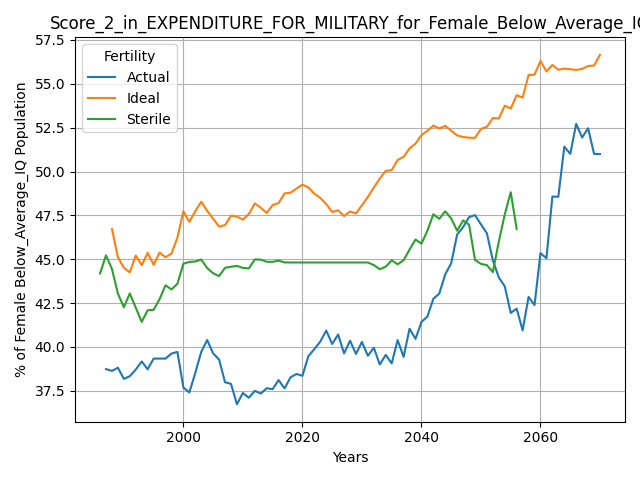 Score_2_in_EXPENDITURE_FOR_MILITARY_for_Female_Below_Average_IQ
57.5
55.0
52.5
50.0
47.5
45.0
42.5
40.0
37.5
% of Female Below_Average_IQ Population
Fertility
Actual
Ideal
Sterile
2000
2020
2040
2060
Years